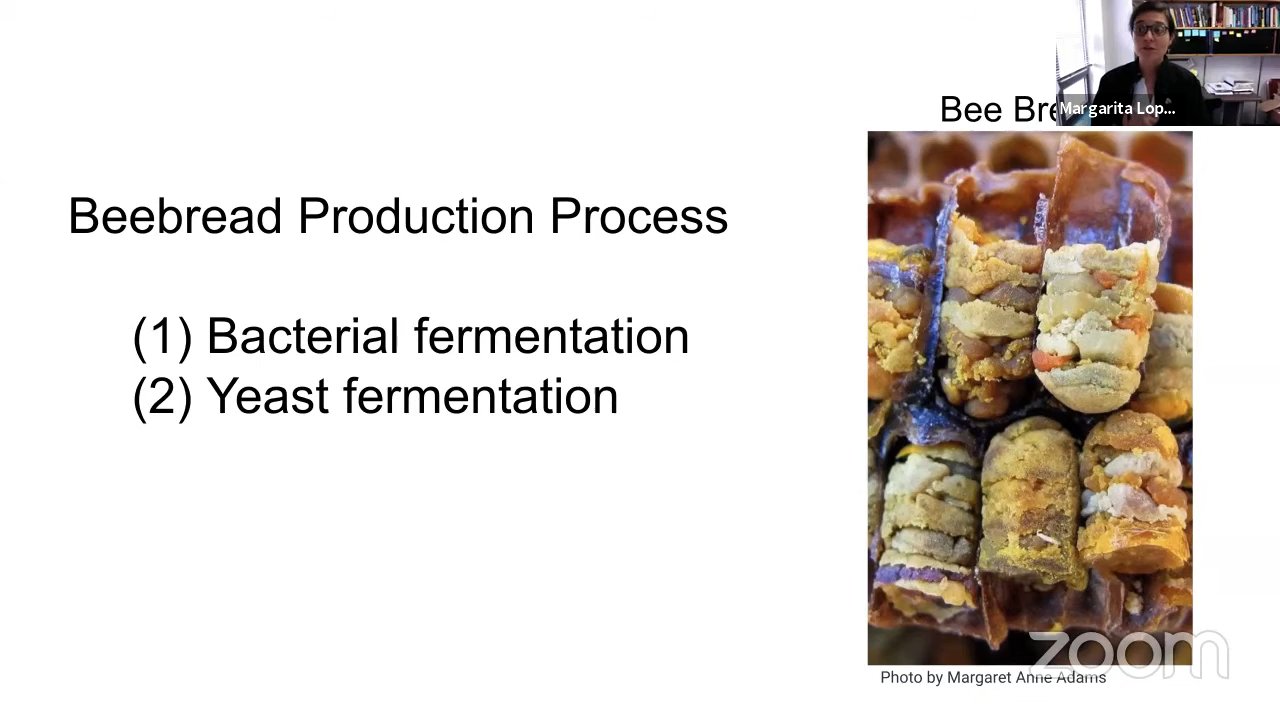 Bee Bre
Margarita Lop...
Beebread Production Process
(1) Bacterial fermentation
(2) Yeast fermentation
zoom
Photo by Margaret Anne Adams